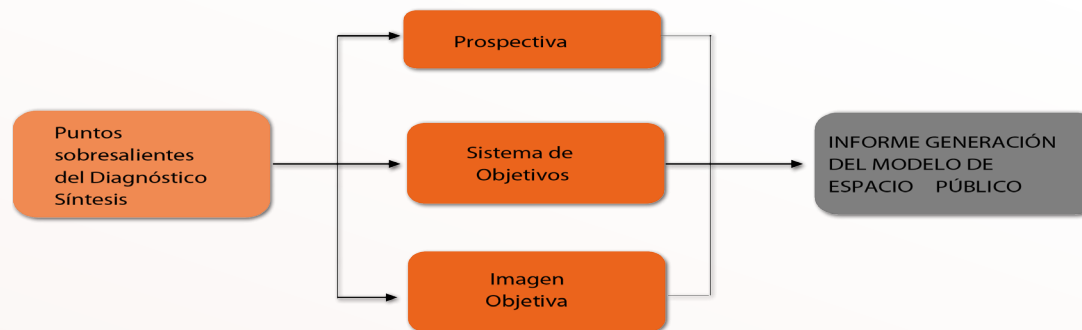 Puntos
sobresalientes
del Diagnóstico
Síntesis
Prospectiva
Sistema de
Objetivos
Imagen
Objetiva
INFORME GENERACIÓN
DEL MODELO DE
ESPACIO PÚBLICO